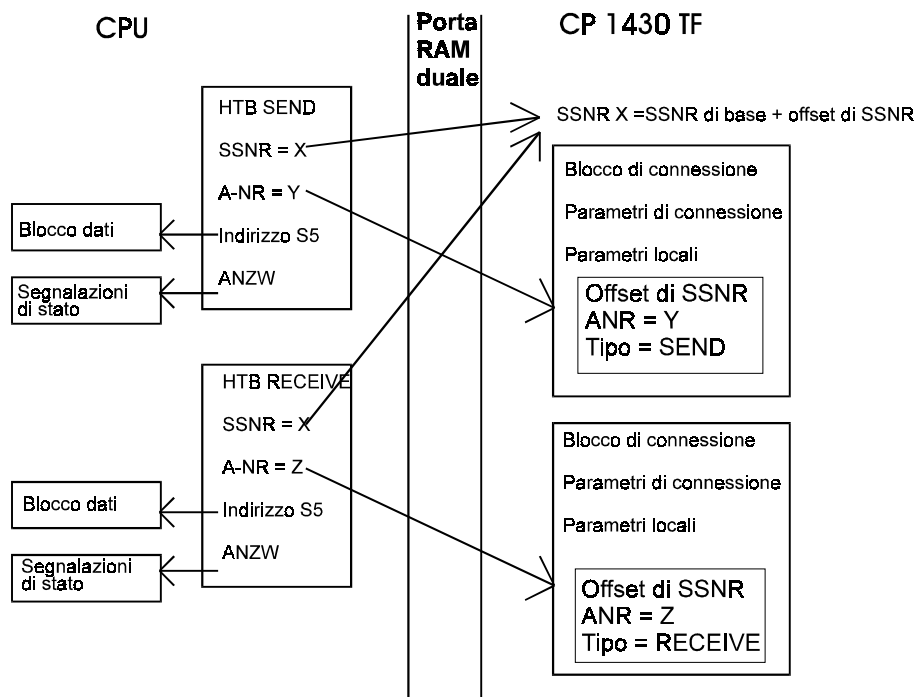 CPU
Porta
RAM
duale
CP 1430 TF
HTB SEND
SSNR = X
A-NR = Y
Indirizzo S5
ANZW
Blocco dati
Segnalazioni
di stato
SSNR X =SSNR di base + offset di SSNR
Blocco di connessione
Parametri di connessione
Parametri locali
Offset di SSNR
ANR = Y
Tipo = SEND
HTB RECEIVE
SSNR = X
A-NR = Z
Indirizzo S5
ANZW
Blocco dati
Segnalazioni
di stato
Blocco di connessione
Parametri di connessione
Parametri locali
Offset di SSNR
ANR = Z
Tipo = RECEIVE